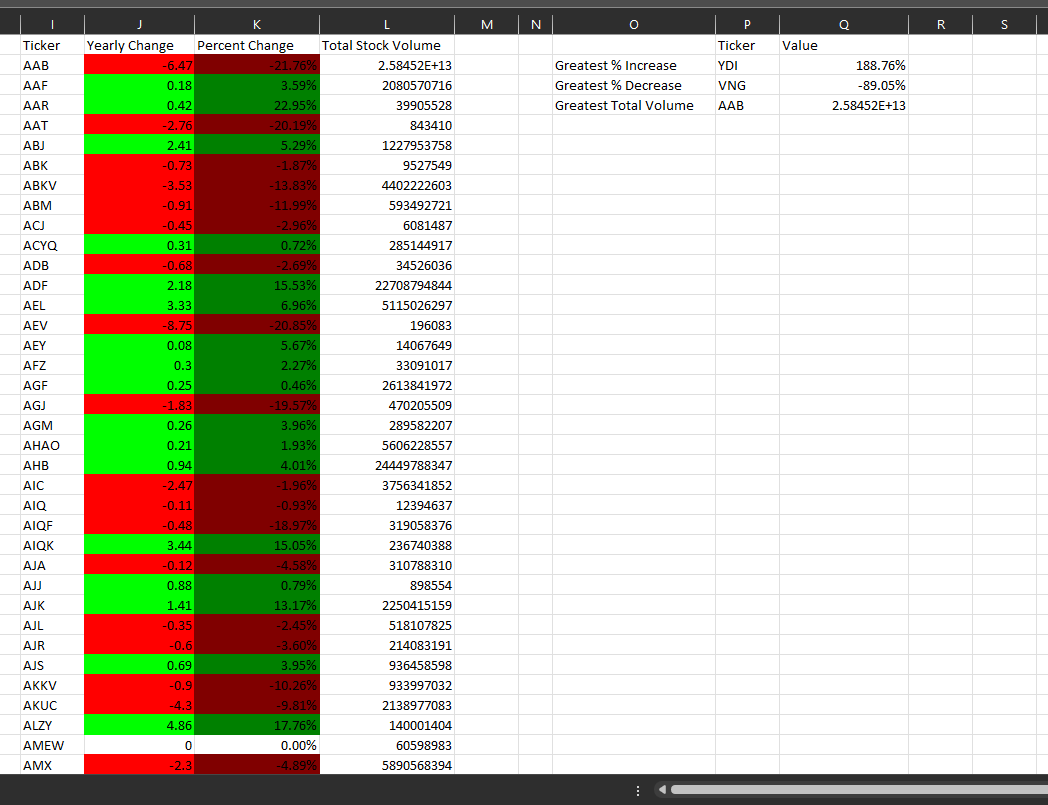 I J K L M N O P Q R S
Ticker Yearly Change Percent Change Total Stock Volume Ticker Value
AAB -6.47 -21.76% 2.58452E+13 Greatest % Increase YDI 188.76%
AAF 0.18 3.59% 2080570716 Greatest % Decrease VNG -89.05%
AAR 0.42 22.95% 39905528 Greatest Total Volume AAB 2.58452E+13
AAT -2.76 -20.19% 843410
ABJ 2.41 5.29% 1227953758
ABK -0.73 -1.87% 9527549
ABKV -3.53 -13.83% 4402222603
ABM -0.91 -11.99% 593492721
ACJ -0.45 -2.96% 6081487
ACYQ 0.31 0.72% 285144917
ADB -0.68 -2.69% 34526036
ADF 2.18 15.53% 22708794844
AEL 3.33 6.96% 5115026297
AEV -8.75 -20.85% 196083
AEY 0.08 5.67% 14067649
AFZ 0.3 2.27% 33091017
AGF 0.25 0.46% 2613841972
AGJ -1.83 -19.57% 470205509
AGM 0.26 3.96% 289582207
AHAO 0.21 1.93% 5606228557
AHB 0.94 4.01% 24449788347
AIC -2.47 -1.96% 3756341852
AIQ -0.11 -0.93% 12394637
AIQF -0.48 -18.97% 319058376
AIQK 3.44 15.05% 236740388
AJA -0.12 -4.58% 310788310
AJJ 0.88 0.79% 898554
AJK 1.41 13.17% 2250415159
AJL -0.35 -2.45% 518107825
AJR -0.6 -3.60% 214083191
AJS 0.69 3.95% 936458598
AKKV -0.9 -10.26% 933997032
AKUC -4.3 -9.81% 2138977083
ALZY 4.86 17.76% 140001404
AMEW 0 0.00% 60598983
AMX -2.3 -4.89% 5890568394